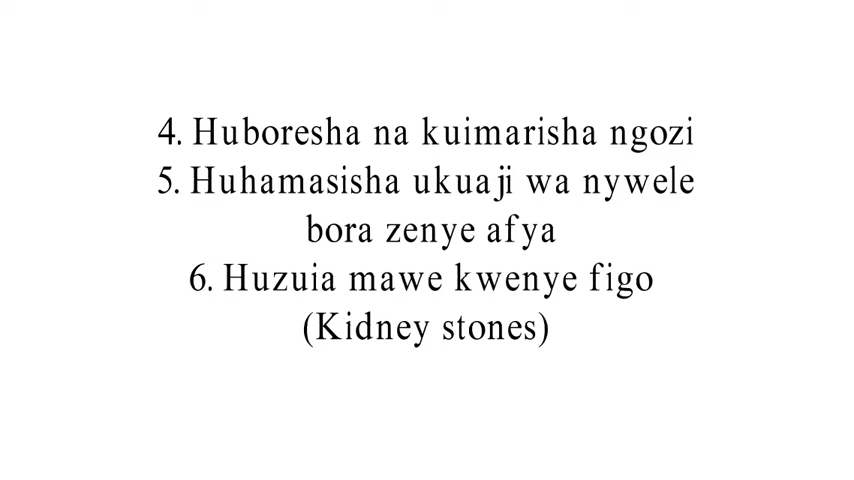 4. Huboresha na kuimarisha ngozi
5. Huhamasisha ukuaji wa nywele
bora zenye afya
6. Huzuia mawe kwenye figo
(Kidney stones)